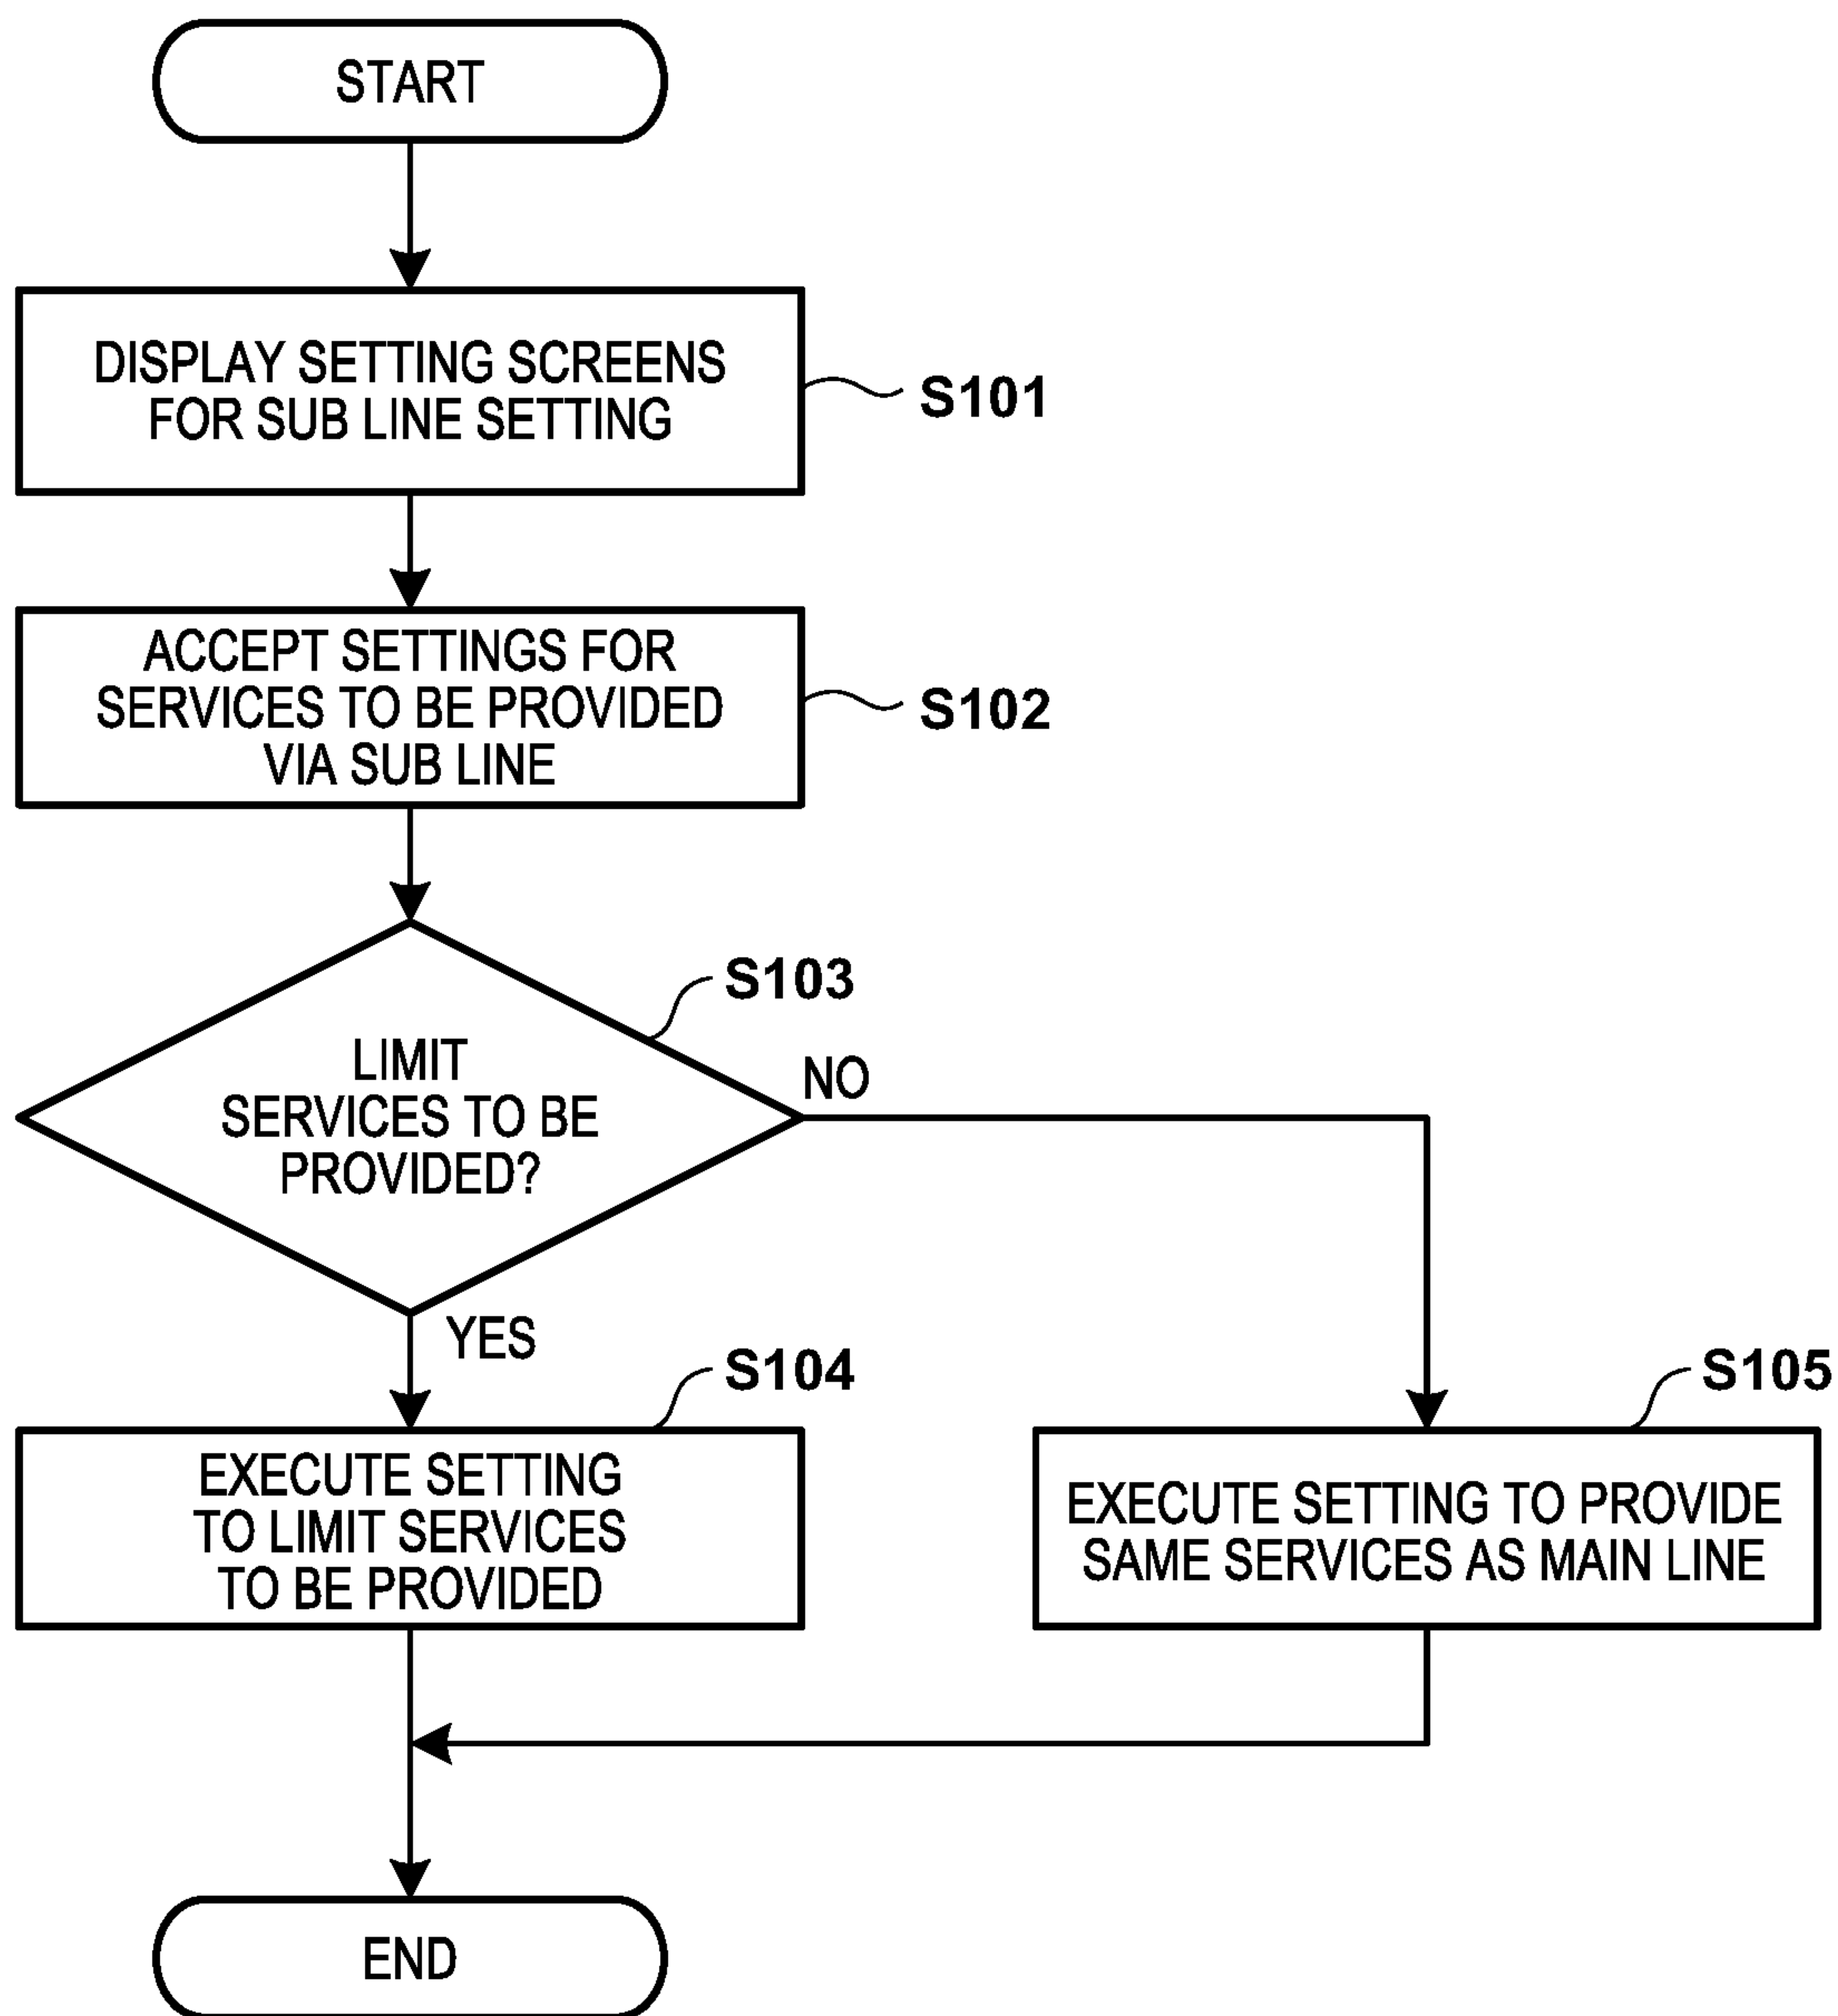 START
DISPLAY SETTING SCREENS
FOR SUB LINE SETTING
S101
ACCEPT SETTINGS FOR
SERVICES TO BE PROVIDED
VIA SUB LINE
S102
S103
LIMIT
SERVICES TO BE
PROVIDED?
NO
YES
S104
EXECUTE SETTING
TO LIMIT SERVICES
TO BE PROVIDED
S105
EXECUTE SETTING TO PROVIDE
SAME SERVICES AS MAIN LINE
END